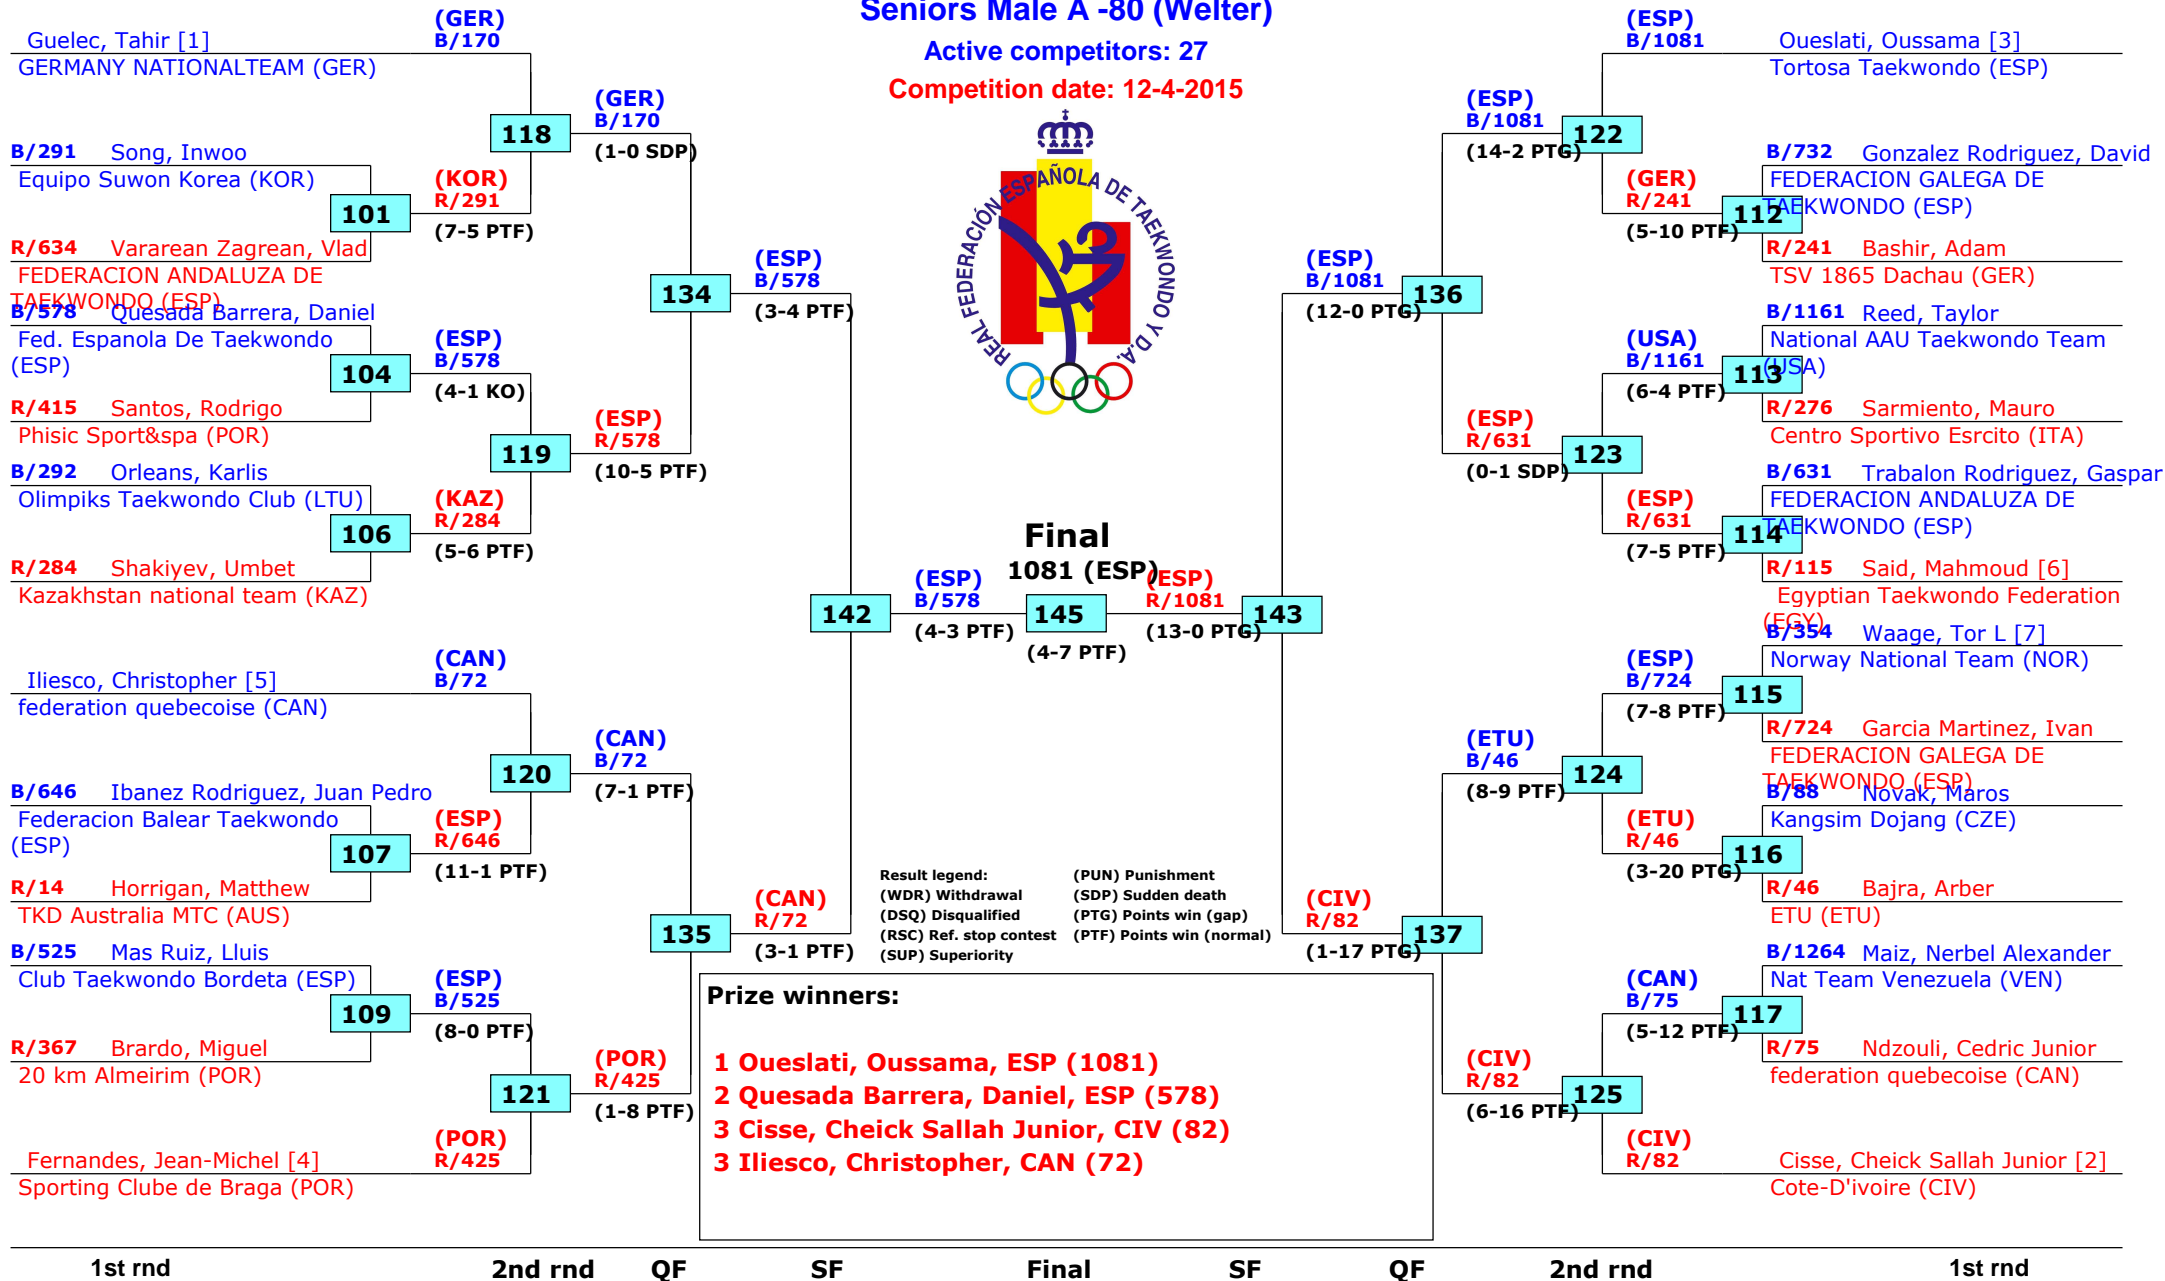 Seniors Male A -80 (Welter)
Active competitors: 27
Competition date: 12-4-2015
REAL FEDERACIÓN ESPAÑOLA DE TAEKWONDO Y D.A.
Guelec, Tahir [1]
GERMANY NATIONALTEAM (GER)
(GER)
B/170
B/291 Song, Inwoo
Equipo Suwon Korea (KOR)
101
R/634 Vararean Zagrean, Vlad
FEDERACION ANDALUZA DE
TAEKWONDO (ESP)
(KOR)
R/291
(7-5 PTF)
118
(GER)
B/170
(1-0 SDP)
B/578 Quesada Barrera, Daniel
Fed. Espanola De Taekwondo
(ESP)
104
R/415 Santos, Rodrigo
Phisic Sport&spa (POR)
(ESP)
B/578
(4-1 KO)
119
(ESP)
R/578
(10-5 PTF)
B/292 Orleans, Karlis
Olimpiks Taekwondo Club (LTU)
106
R/284 Shakiyev, Umbet
Kazakhstan national team (KAZ)
(KAZ)
R/284
(5-6 PTF)
134
(ESP)
B/578
(3-4 PTF)
Iliesco, Christopher [5]
federation quebecoise (CAN)
(CAN)
B/72
B/646 Ibanez Rodriguez, Juan Pedro
Federacion Balear Taekwondo
(ESP)
107
R/14 Horrigan, Matthew
TKD Australia MTC (AUS)
(ESP)
R/646
(11-1 PTF)
120
(CAN)
B/72
(7-1 PTF)
B/525 Mas Ruiz, Lluis
Club Taekwondo Bordeta (ESP)
109
R/367 Brardo, Miguel
20 km Almeirim (POR)
(ESP)
B/525
(8-0 PTF)
121
(POR)
R/425
(1-8 PTF)
Fernandes, Jean-Michel [4]
Sporting Clube de Braga (POR)
(POR)
R/425
135
(CAN)
R/72
(3-1 PTF)
142
(ESP)
B/578
(4-3 PTF)
Final
1081 (ESP)
145
(4-7 PTF)
(ESP)
R/1081
(13-0 PTG)
143
(ESP)
B/1081
(12-0 PTG)
136
(ESP)
B/1081
(14-2 PTG)
122
(ESP)
B/1081
Oueslati, Oussama [3]
Tortosa Taekwondo (ESP)
B/732 Gonzalez Rodriguez, David
FEDERACION GALEGA DE
TAEKWONDO (ESP)
112
(GER)
R/241
(5-10 PTF)
R/241 Bashir, Adam
TSV 1865 Dachau (GER)
B/1161 Reed, Taylor
National AAU Taekwondo Team
(USA)
113
(USA)
B/1161
(6-4 PTF)
R/276 Sarmiento, Mauro
Centro Sportivo Esrcito (ITA)
(ESP)
R/631
(0-1 SDP)
123
B/631 Trabalon Rodriguez, Gaspar
FEDERACION ANDALUZA DE
TAEKWONDO (ESP)
114
(ESP)
R/631
(7-5 PTF)
R/115 Said, Mahmoud [6]
Egyptian Taekwondo Federation
(EGY)
B/354 Waage, Tor L [7]
Norway National Team (NOR)
115
(ESP)
B/724
(7-8 PTF)
R/724 Garcia Martinez, Ivan
FEDERACION GALEGA DE
TAEKWONDO (ESP)
(ETU)
B/46
(8-9 PTF)
124
B/88 Novak, Maros
Kangsim Dojang (CZE)
116
(ETU)
R/46
(3-20 PTG)
R/46 Bajra, Arber
ETU (ETU)
(CIV)
R/82
(1-17 PTG)
137
B/1264 Maiz, Nerbel Alexander
Nat Team Venezuela (VEN)
117
(CAN)
B/75
(5-12 PTF)
R/75 Ndzouli, Cedric Junior
federation quebecoise (CAN)
(CIV)
R/82
(6-16 PTF)
125
(CIV)
R/82
Cisse, Cheick Sallah Junior [2]
Cote-D'ivoire (CIV)
Result legend:
(WDR) Withdrawal
(DSQ) Disqualified
(RSC) Ref. stop contest
(SUP) Superiority
(PUN) Punishment
(SDP) Sudden death
(PTG) Points win (gap)
(PTF) Points win (normal)
Prize winners:
1 Oueslati, Oussama, ESP (1081)
2 Quesada Barrera, Daniel, ESP (578)
3 Cisse, Cheick Sallah Junior, CIV (82)
3 Iliesco, Christopher, CAN (72)
1st rnd 2nd rnd QF SF Final SF QF 2nd rnd 1st rnd